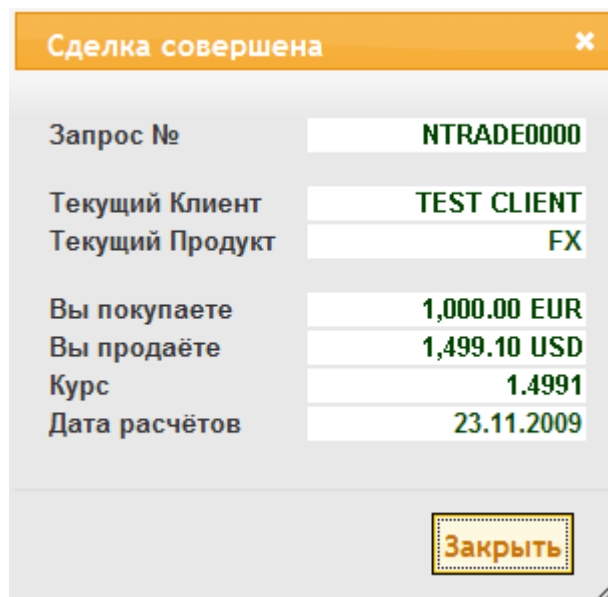 Сделка совершена
Запрос № NTRADE0000
Текущий Клиент TEST CLIENT
Текущий Продукт FX
Вы покупаете 1,000.00 EUR
Вы продаёте 1,499.10 USD
Курс 1.4991
Дата расчётов 23.11.2009
Закрыть